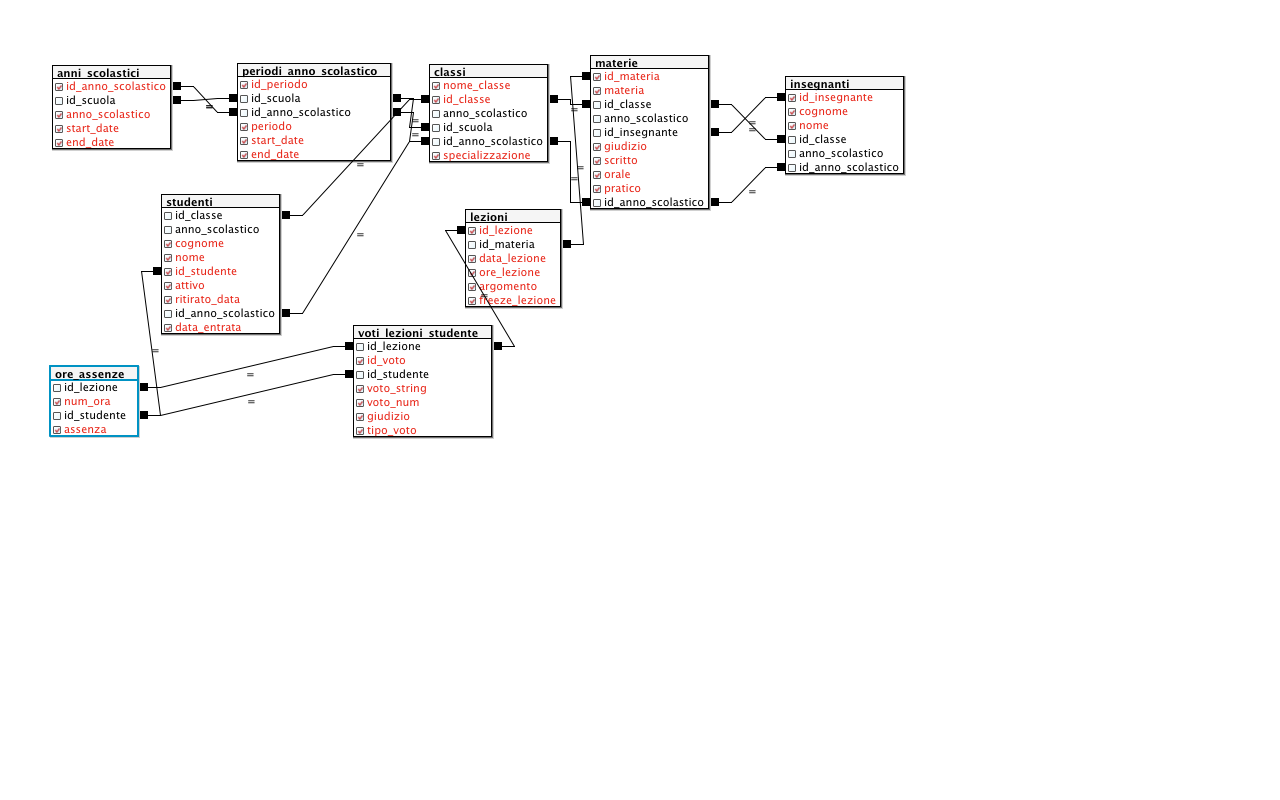 anni_scolastici
id_anno_scolastico
id_scuola
anno_scolastico
start_date
end_date
periodi_anno_scolastico
id_periodo
id_scuola
id_anno_scolastico
periodo
start_date
end_date
classi
nome_classe
id_classe
anno_scolastico
id_scuola
id_anno_scolastico
specializzazione
materie
id_materia
materia
id_classe
anno_scolastico
id_insegnante
giudizio
scritto
orale
pratico
id_anno_scolastico
insegnanti
id_insegnante
cognome
nome
id_classe
anno_scolastico
id_anno_scolastico
studenti
id_classe
anno_scolastico
cognome
nome
id_studente
attivo
ritirato_data
id_anno_scolastico
data_entrata
lezioni
id_lezione
id_materia
data_lezione
ore_lezione
argomento
freeze_lezione
voti_lezioni_studente
id_lezione
id_voto
id_studente
voto_string
voto_num
giudizio
tipo_voto
ore_assenze
id_lezione
num_ora
id_studente
assenza